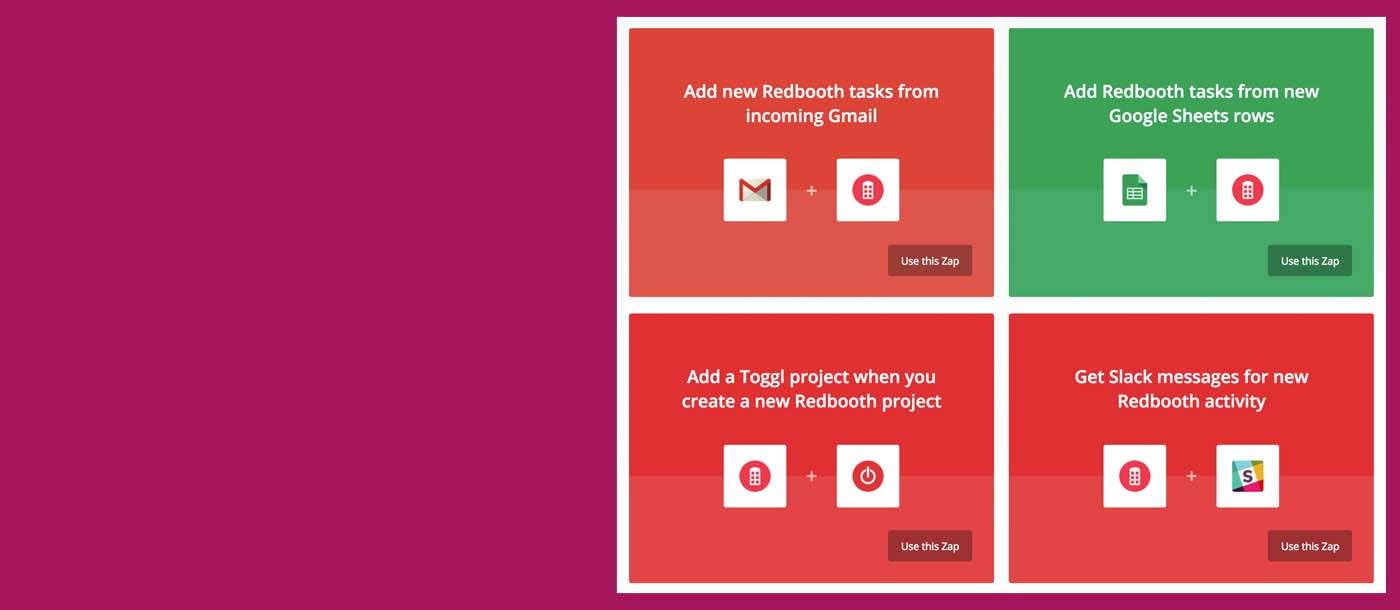 Add new Redbooth tasks from
incoming Gmail
+
Use this Zap
Add Redbooth tasks from new
Google Sheets rows
+
Use this Zap
Add a Toggl project when you
create a new Redbooth project
+
Use this Zap
Get Slack messages for new
Redbooth activity
+
S
Use this Zap